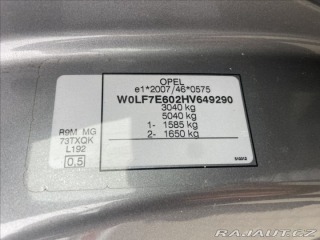 OPEL
e1*2007/46*0575
W0LF7E602HV649290
3040 kg
5040 kg
1- 1585 kg
2- 1650 kg
R9M MG
73TXQK
L192
0,5
RAJAUT.CZ